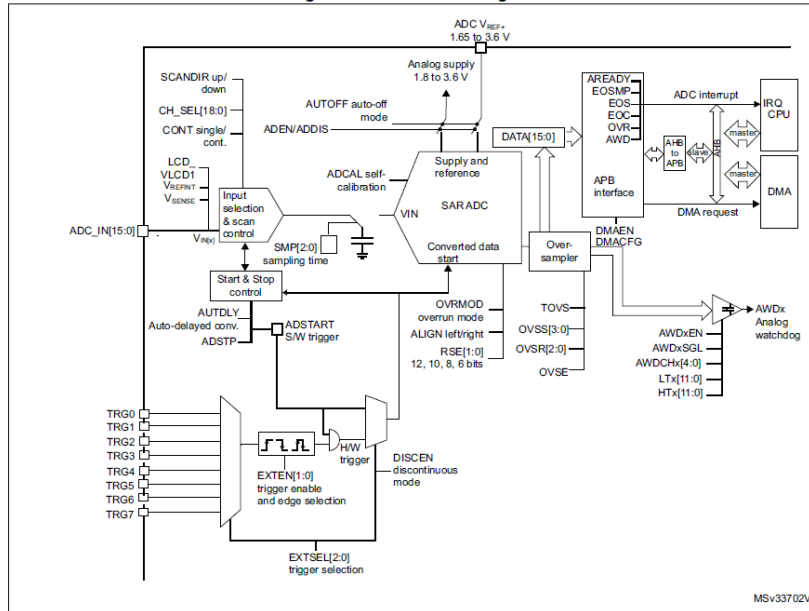 ADC VREF+
1.65 to 3.6 V
Analog supply
1.8 to 3.6 V
SCANDIR up/
down
CH_SEL[18:0]
CONT single/
cont.
AUTOFF auto-off
mode
ADEN/ADDIS
LCD_
VLCD1
VREFINT
VSENSE
ADC_IN[15:0]
VIN[x]
Input
selection
& scan
control
ADCAL self-
calibration
VIN
Supply and
reference
SAR ADC
Converted data
start
SMP[2:0]
sampling time
DATA[15:0]
AREADY
EOSMP
EOS
EOC
OVR
AWD
APB
interface
ADC interrupt
IRQ
CPU
AHB
to
APB
slave
AHB
master
master
DMA
DMA request
DMAEN
DMACFG
Over-
sampler
Start & Stop
control
AUTDLY
Auto-delayed conv.
ADSTP
ADSTART
S/W trigger
OVRMOD
overrun mode
ALIGN left/right
RSE[1:0]
12, 10, 8, 6 bits
TOVS
OVSS[3:0]
OVSR[2:0]
OVSE
AWDx
Analog
watchdog
AWDxEN
AWDxSGL
AWDCHx[4:0]
LTx[11:0]
HTx[11:0]
TRG0
TRG1
TRG2
TRG3
TRG4
TRG5
TRG6
TRG7
H/W
trigger
EXTEN[1:0]
trigger enable
and edge selection
DISCEN
discontinuous
mode
EXTSEL[2:0]
trigger selection